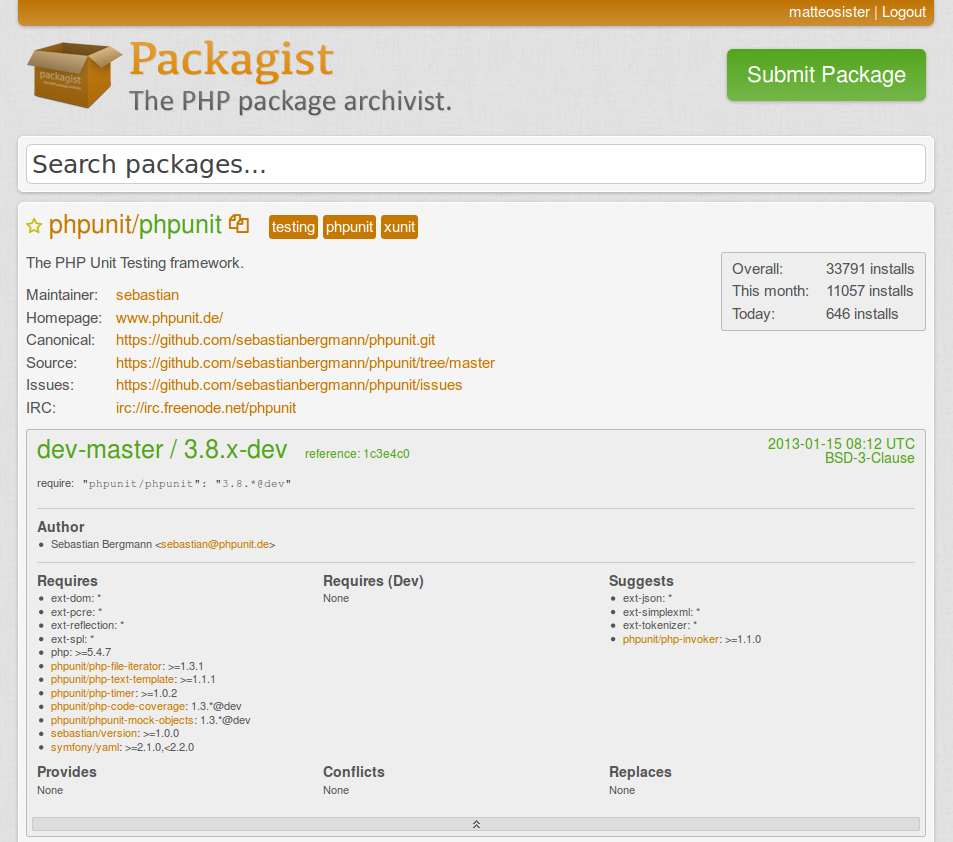 matteosister | Logout
packagist
Packagist
The PHP package archivist.
Submit Package
Search packages...
phpunit/phpunit testing phpunit xunit
The PHP Unit Testing framework.
Overall: 33791 installs
This month: 11057 installs
Today: 646 installs
Maintainer: sebastian
Homepage: www.phpunit.de/
Canonical: https://github.com/sebastianbergmann/phpunit.git
Source: https://github.com/sebastianbergmann/phpunit/tree/master
Issues: https://github.com/sebastianbergmann/phpunit/issues
IRC: irc://irc.freenode.net/phpunit
dev-master / 3.8.x-dev reference: 1c3e4c0
2013-01-15 08:12 UTC
BSD-3-Clause
require: "phpunit/phpunit": "3.8.*@dev"
Author
• Sebastian Bergmann <sebastian@phpunit.de>
Requires
• ext-dom: *
• ext-pcre: *
• ext-reflection: *
• ext-spl: *
• php: >=5.4.7
• phpunit/php-file-iterator: >=1.3.1
• phpunit/php-text-template: >=1.1.1
• phpunit/php-timer: >=1.0.2
• phpunit/php-code-coverage: 1.3.*@dev
• phpunit/phpunit-mock-objects: 1.3.*@dev
• sebastian/version: >=1.0.0
• symfony/yaml: >=2.1.0,<2.2.0
Requires (Dev)
None
Suggests
• ext-json: *
• ext-simplexml: *
• ext-tokenizer: *
• phpunit/php-invoker: >=1.1.0
Provides
None
Conflicts
None
Replaces
None